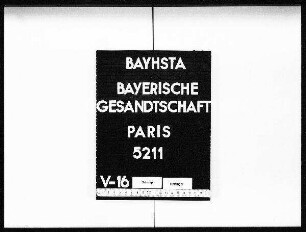 BAYHSTA
BAYERISCHE
GESANDTSCHAFT
PARIS
5211
V-16